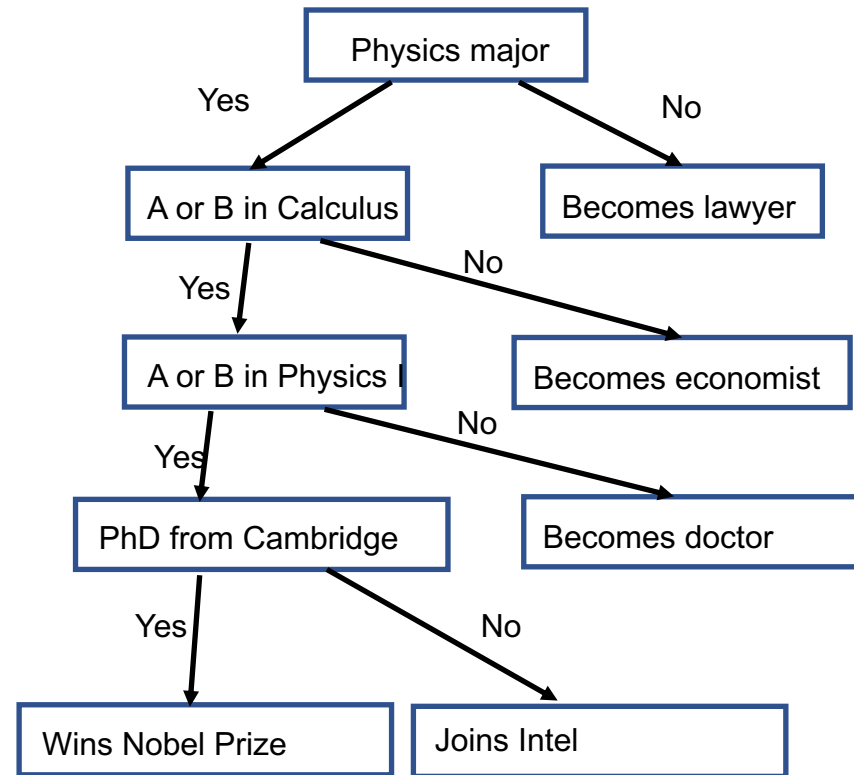 Physics major
Yes
No
A or B in Calculus
Becomes lawyer
Yes
No
A or B in Physics I
Becomes economist
Yes
No
PhD from Cambridge
Becomes doctor
Yes
No
Wins Nobel Prize
Joins Intel